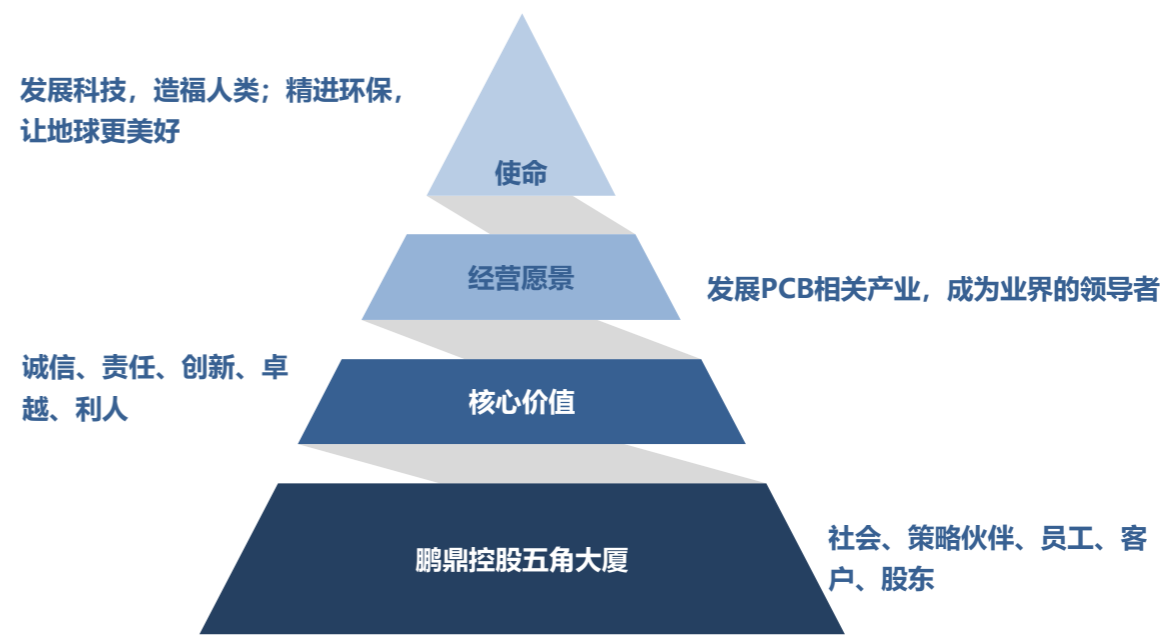 发展科技，造福人类；精进环保，
让地球更美好
使命
经营愿景
发展PCB相关产业，成为业界的领导者
诚信、责任、创新、卓
越、利人
核心价值
鹏鼎控股五角大厦
社会、策略伙伴、员工、客
户、股东